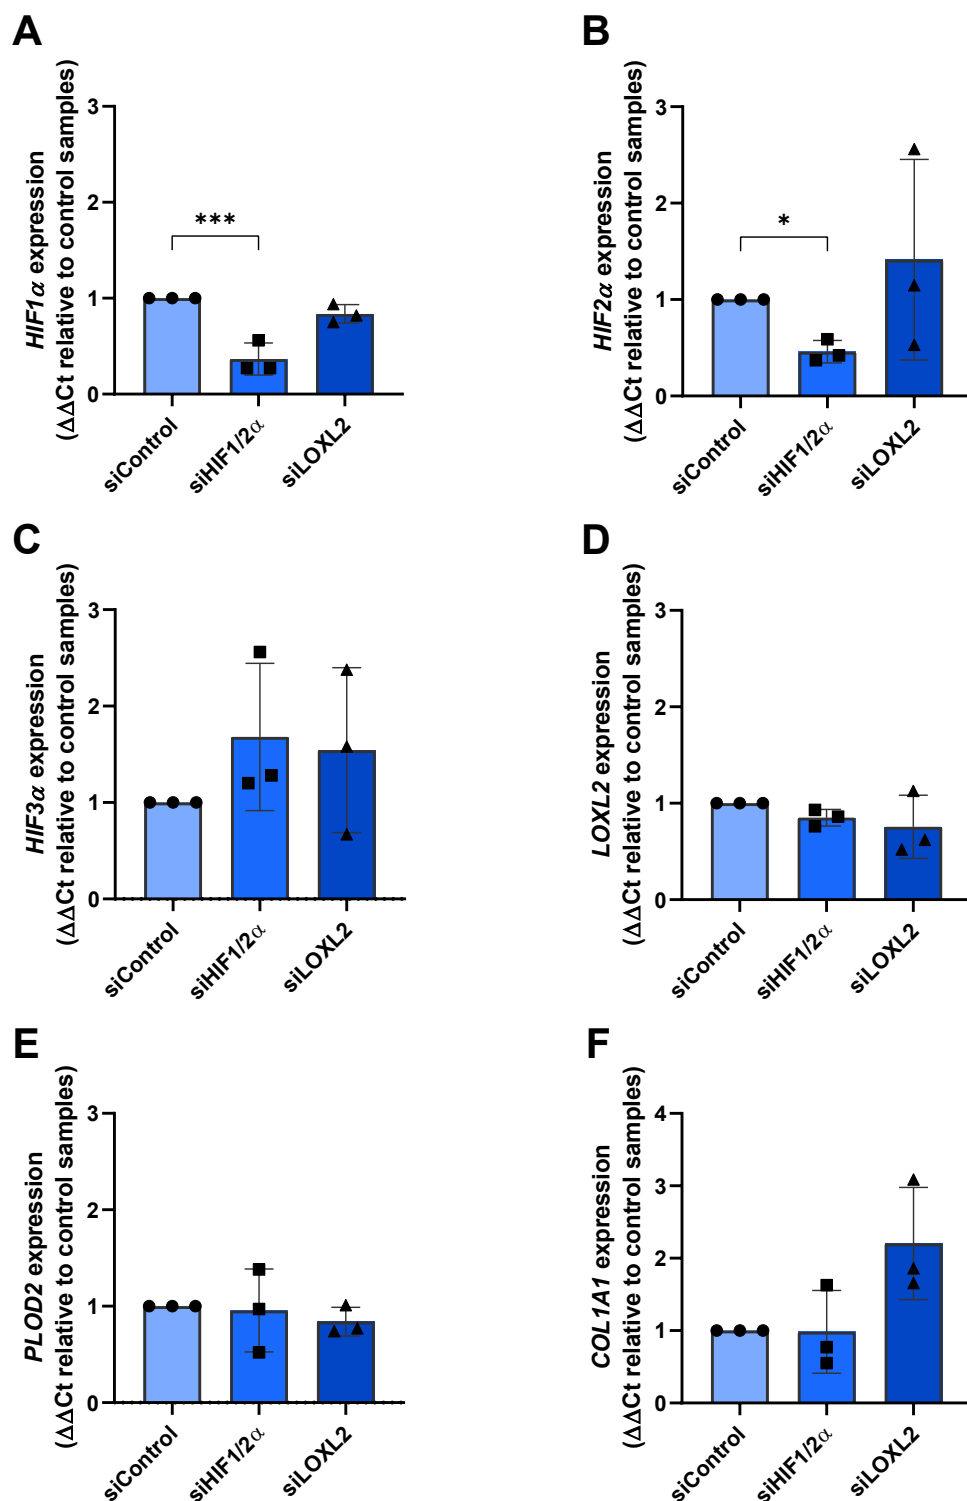 A
HIF1α expression
(ΔΔCt relative to control samples)
3
2
1
0
***
siControl
siHIF1/2α
siLOXL2
B
HIF2α expression
(ΔΔCt relative to control samples)
3
2
1
0
*
siControl
siHIF1/2α
siLOXL2
C
HIF3α expression
(ΔΔCt relative to control samples)
3
2
1
0
siControl
siHIF1/2α
siLOXL2
D
LOXL2 expression
(ΔΔCt relative to control samples)
3
2
1
0
siControl
siHIF1/2α
siLOXL2
E
PLOD2 expression
(ΔΔCt relative to control samples)
3
2
1
0
siControl
siHIF1/2α
siLOXL2
F
COL1A1 expression
(ΔΔCt relative to control samples)
4
3
2
1
0
siControl
siHIF1/2α
siLOXL2